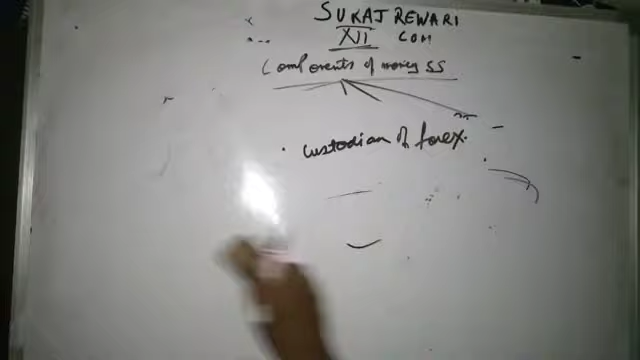 SURAJ REWARI
XII COM
Components of money SS
custodian of forex.